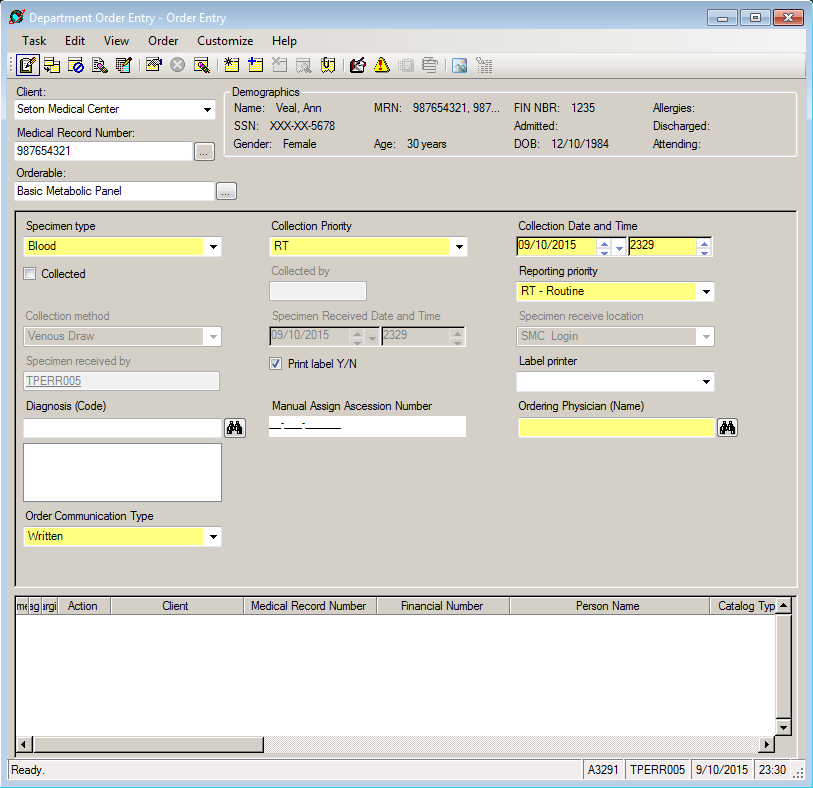 Department Order Entry - Order Entry
Task Edit View Order Customize Help
Client:
Seton Medical Center
Medical Record Number:
987654321
...
Orderable:
Basic Metabolic Panel
...
Demographics
Name: Veal, Ann MRN: 987654321, 987... FIN NBR: 1235 Allergies:
SSN: XXX-XX-5678 Admitted: Discharged:
Gender: Female Age: 30 years DOB: 12/10/1984 Attending:
Specimen type Collection Priority Collection Date and Time
Blood RT 09/10/2015 2329
Collected Collected by Reporting priority
RT - Routine
Collection method Specimen Received Date and Time Specimen receive location
Venous Draw 09/10/2015 2329 SMC Login
Specimen received by Print label Y/N Label printer
TPERR005
Diagnosis (Code) Manual Assign Ascession Number Ordering Physician (Name)
__-___-______
Order Communication Type
Written
me ag argi Action Client Medical Record Number Financial Number Person Name Catalog Typ
Ready. A3291 TPERR005 9/10/2015 23:30